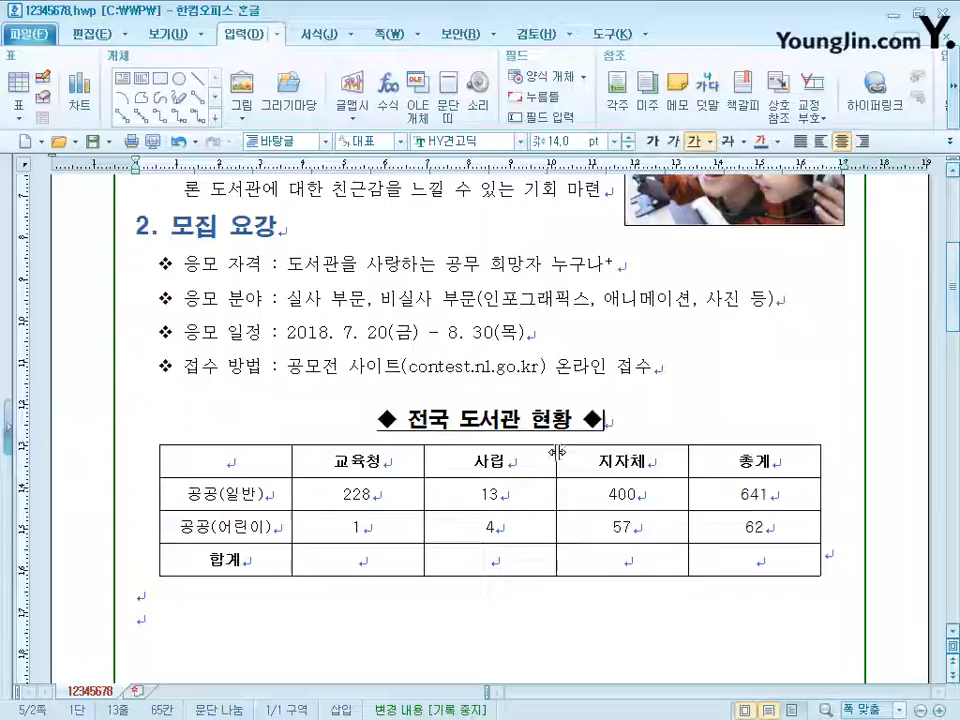 12345678.hwp [C:₩WPW] - 한컴오피스 흔글
파일(F) 편집(E) 보기(U) 입력(D) 서식(J) 쪽(W) 보안(R) 검토(H) 도구(K)
YoungJin.com Y.
표 개체 필드 참조
표 차트 그림 그리기마당 글맵시 수식 OLE 개체 문단 띠 소리
양식 개체
누름틀
필드 입력
각주 미주 메모 덧말 책갈피 상호 참조 교정 부호 하이퍼링크
바탕글 대표 HY견고딕 14.0 pt 가 가 가 가 가
론 도서관에 대한 친근감을 느낄 수 있는 기회 마련
2. 모집 요강
❖ 응모 자격 : 도서관을 사랑하는 공무 희망자 누구나+
❖ 응모 분야 : 실사 부문, 비실사 부문(인포그래픽스, 애니메이션, 사진 등)
❖ 응모 일정 : 2018. 7. 20(금) - 8. 30(목)
❖ 접수 방법 : 공모전 사이트(contest.nl.go.kr) 온라인 접수
◆ 전국 도서관 현황 ◆
교육청 사립 지자체 총계
공공(일반) 228 13 400 641
공공(어린이) 1 4 57 62
합계
12345678
5/2쪽 1단 13줄 65칸 문단 나눔 1/1 구역 삽입 변경 내용 [기록 중지] 폭 맞춤